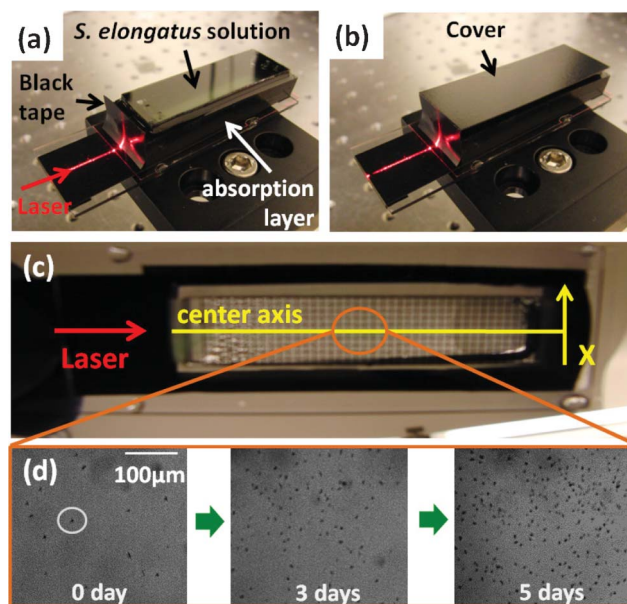 (a)
S. elongatus solution
Black
tape
Laser
absorption
layer
(b)
Cover
(c)
center axis
Laser
X
(d)
100μm
0 day
3 days
5 days